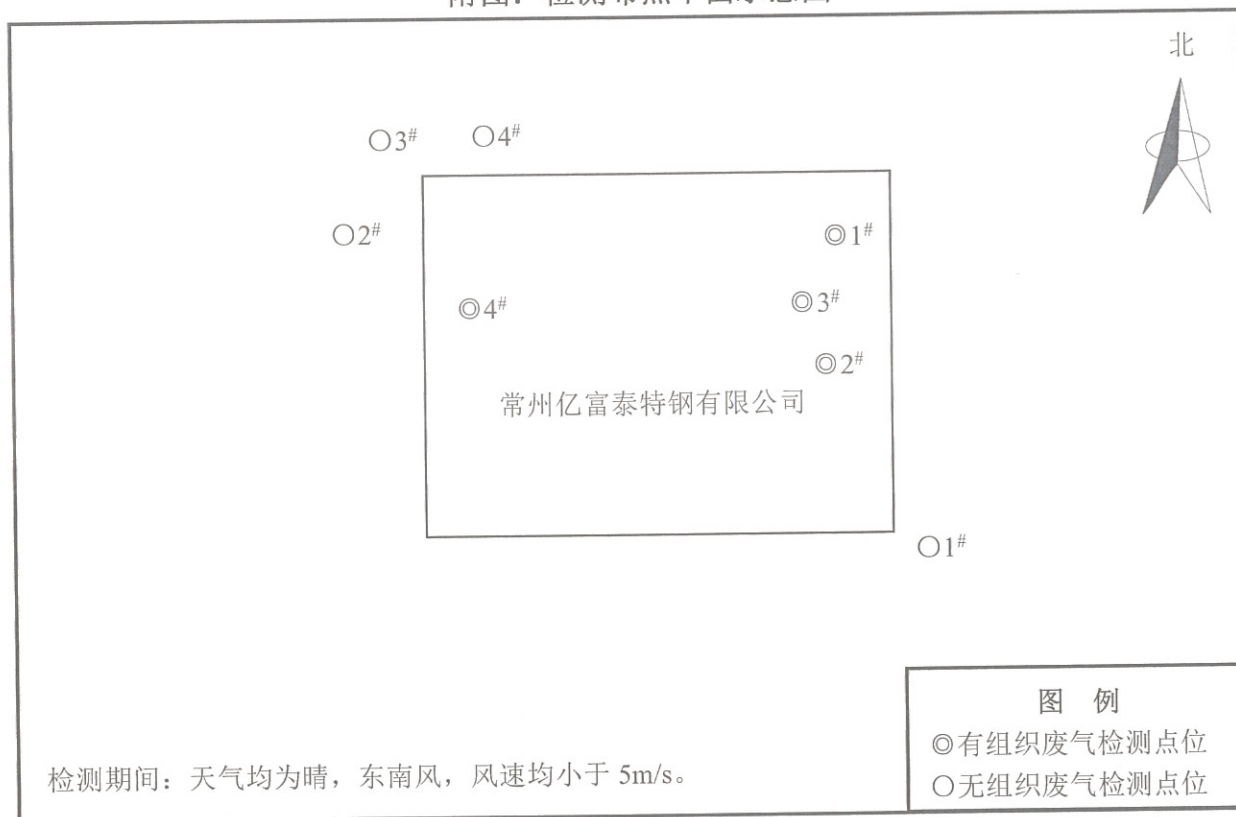 北
○3# ○4#
○2#
◎1#
◎4#
◎3#
◎2#
常州亿富泰特钢有限公司
○1#
图 例
◎有组织废气检测点位
○无组织废气检测点位
检测期间：天气均为晴，东南风，风速均小于 5m/s。